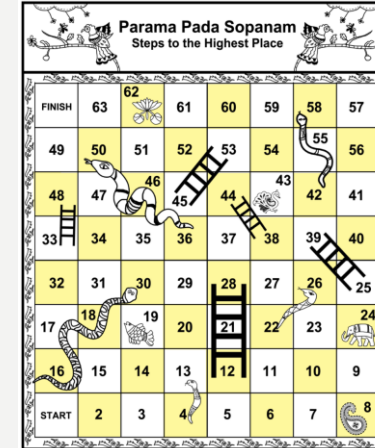 Parama Pada Sopanam
Steps to the Highest Place
FINISH 63 62 61 60 59 58 57
49 50 51 52 53 54 55 56
48 47 46 45 44 43 42 41
33 34 35 36 37 38 39 40
32 31 30 29 28 27 26 25
17 18 19 20 21 22 23 24
16 15 14 13 12 11 10 9
START 2 3 4 5 6 7 8